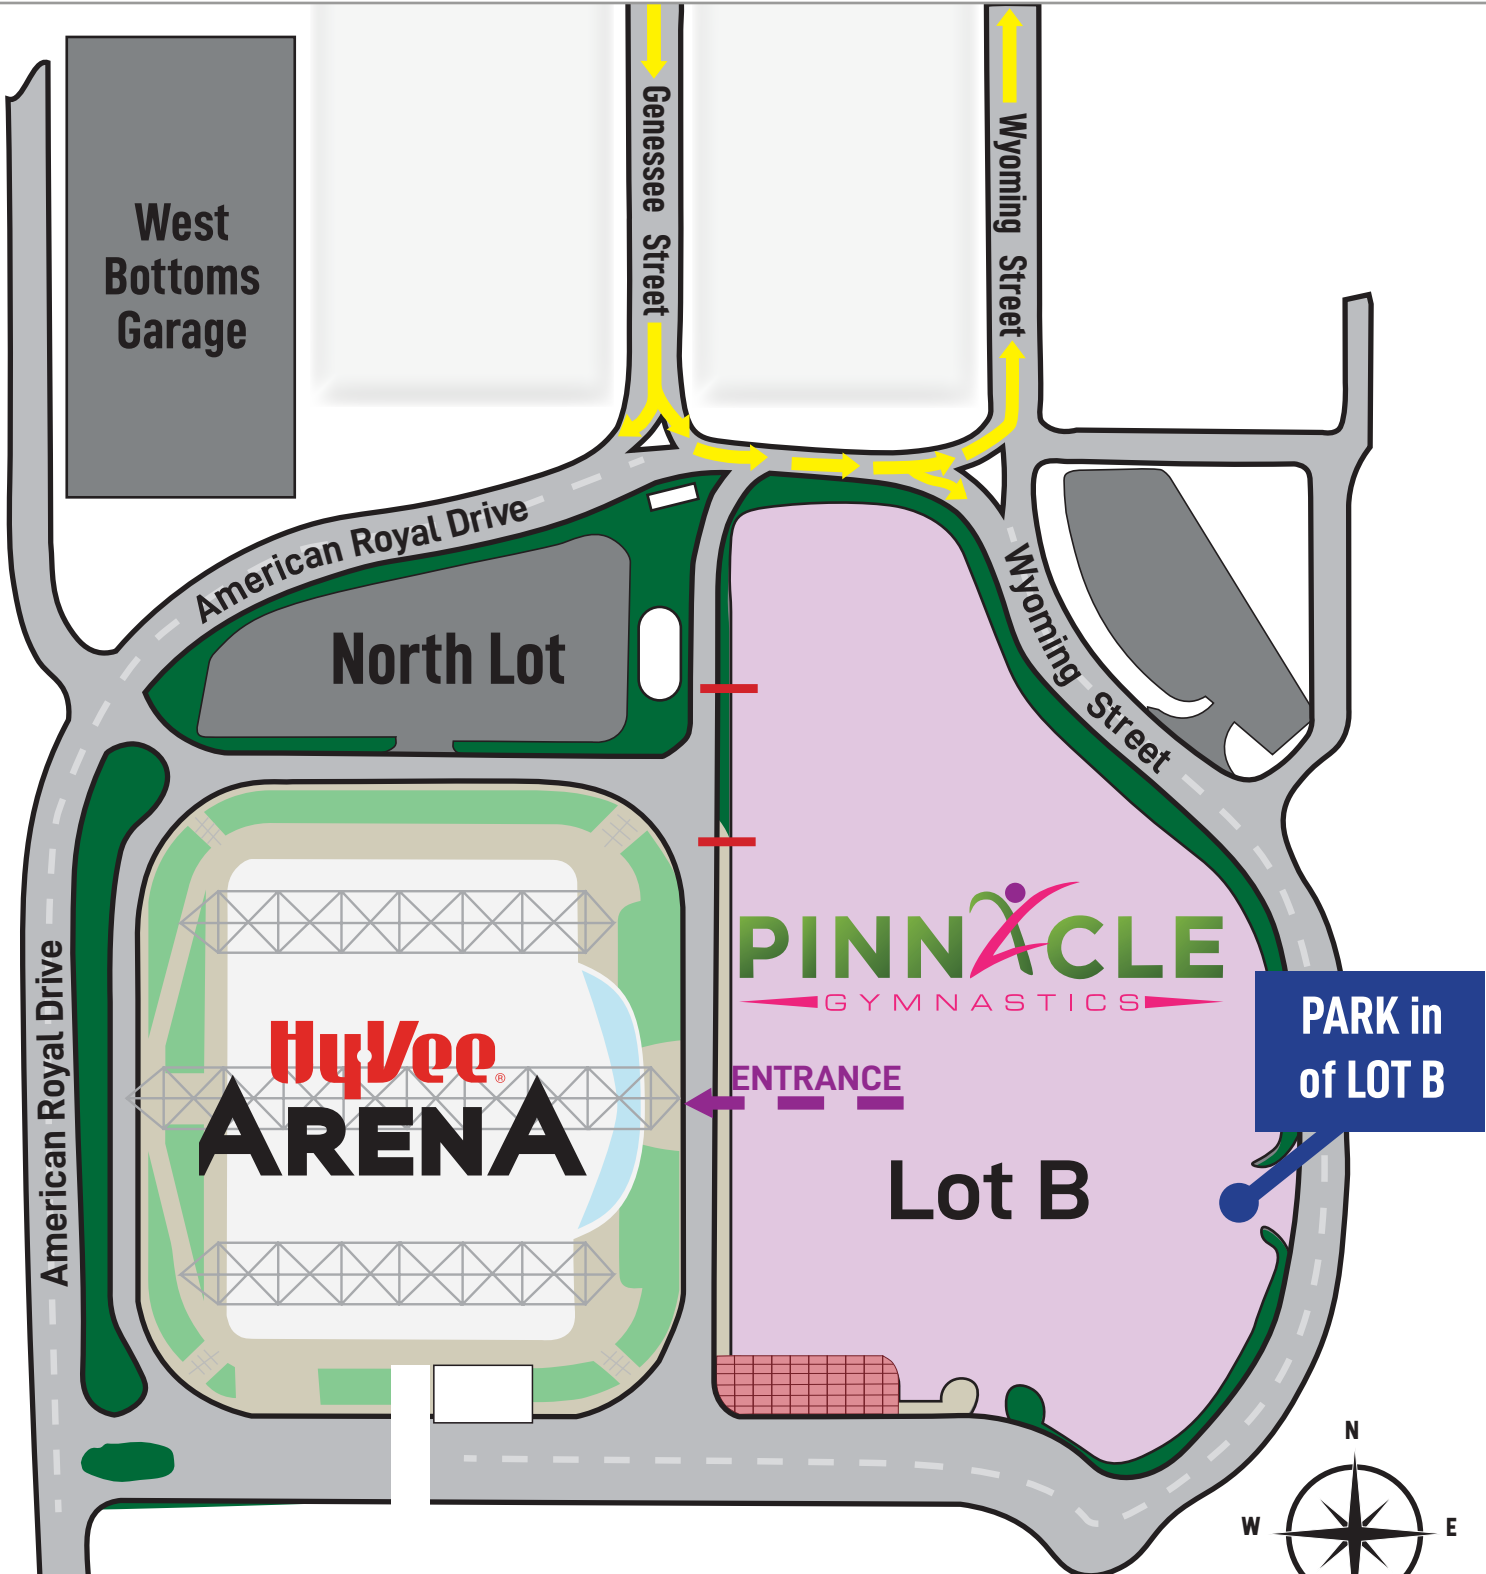 Genessee Street
Wyoming Street
West
Bottoms
Garage
American Royal Drive
North Lot
Wyoming Street
PINNACLE
GYMNASTICS
PARK in
of LOT B
HyVee®
ARENA
ENTRANCE
American Royal Drive
Lot B
N
W
E